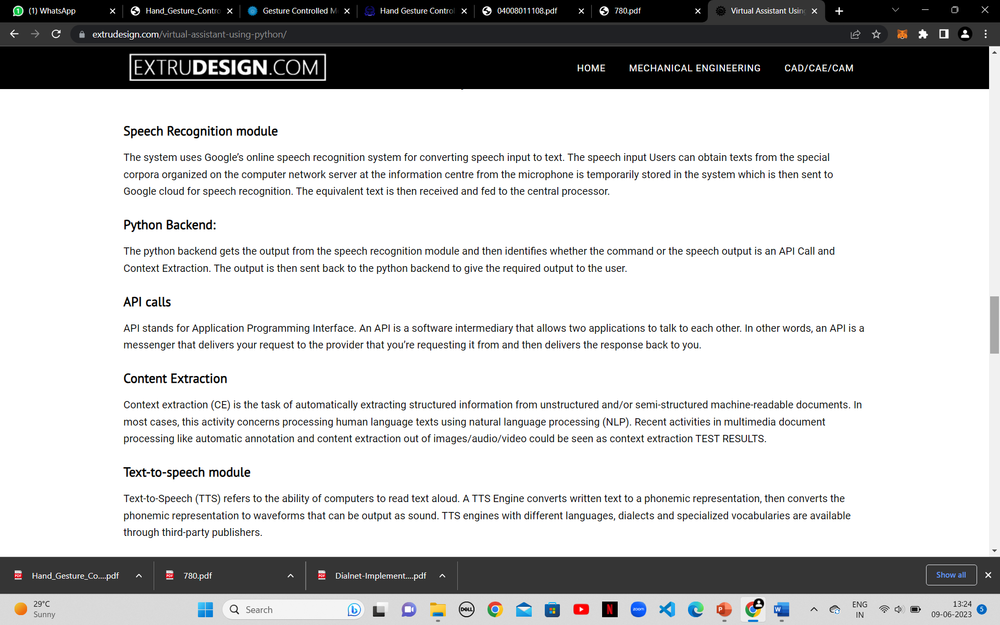 (1) WhatsApp
Hand_Gesture_Contro
Gesture Controlled M
Hand Gesture Control
04008011108.pdf
780.pdf
Virtual Assistant Using
extrudesign.com/virtual-assistant-using-python/
EXTRUDESIGN.COM
HOME
MECHANICAL ENGINEERING
CAD/CAE/CAM
Speech Recognition module
The system uses Google’s online speech recognition system for converting speech input to text. The speech input Users can obtain texts from the special
corpora organized on the computer network server at the information centre from the microphone is temporarily stored in the system which is then sent to
Google cloud for speech recognition. The equivalent text is then received and fed to the central processor.
Python Backend:
The python backend gets the output from the speech recognition module and then identifies whether the command or the speech output is an API Call and
Context Extraction. The output is then sent back to the python backend to give the required output to the user.
API calls
API stands for Application Programming Interface. An API is a software intermediary that allows two applications to talk to each other. In other words, an API is a
messenger that delivers your request to the provider that you’re requesting it from and then delivers the response back to you.
Content Extraction
Context extraction (CE) is the task of automatically extracting structured information from unstructured and/or semi-structured machine-readable documents. In
most cases, this activity concerns processing human language texts using natural language processing (NLP). Recent activities in multimedia document
processing like automatic annotation and content extraction out of images/audio/video could be seen as context extraction TEST RESULTS.
Text-to-speech module
Text-to-Speech (TTS) refers to the ability of computers to read text aloud. A TTS Engine converts written text to a phonemic representation, then converts the
phonemic representation to waveforms that can be output as sound. TTS engines with different languages, dialects and specialized vocabularies are available
through third-party publishers.
Hand_Gesture_Co....pdf
780.pdf
Dialnet-Implement....pdf
Show all
29°C
Sunny
Search
DELL
zoom
ENG
IN
13:24
09-06-2023
5